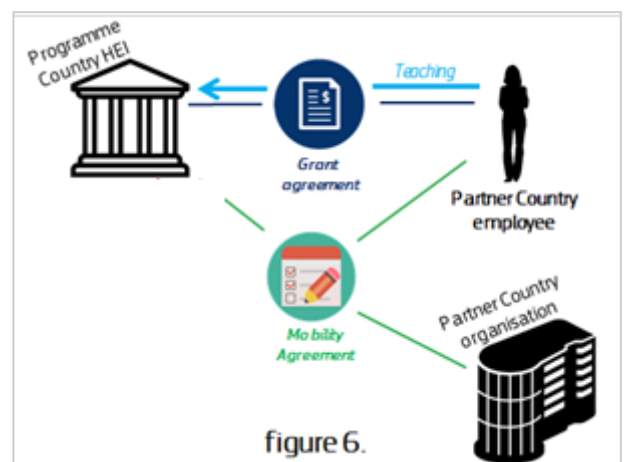 Programme
Country HEI
Teaching
$
Grant
agreement
Partner Country
employee
Mobility
Agreement
Partner Country
organisation
figure 6.